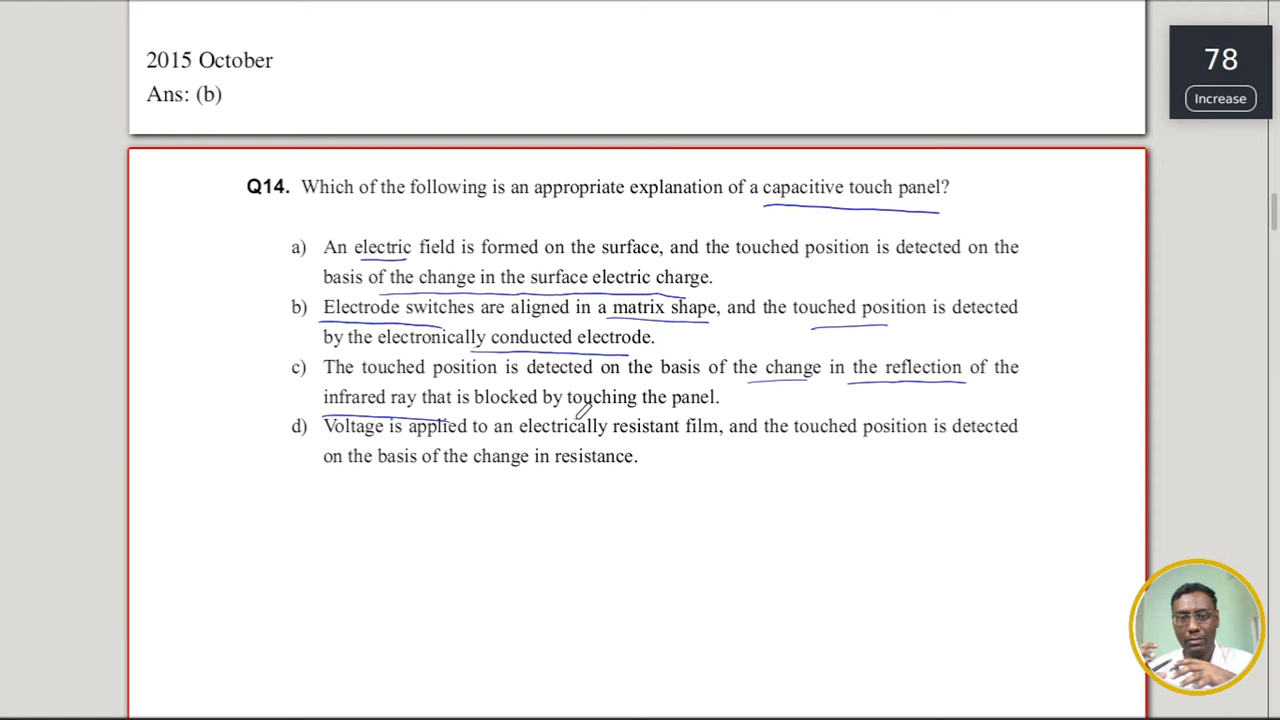 2015 October
Ans: (b)
78
Increase
Q14. Which of the following is an appropriate explanation of a capacitive touch panel?
a) An electric field is formed on the surface, and the touched position is detected on the
basis of the change in the surface electric charge.
b) Electrode switches are aligned in a matrix shape, and the touched position is detected
by the electronically conducted electrode.
c) The touched position is detected on the basis of the change in the reflection of the
infrared ray that is blocked by touching the panel.
d) Voltage is applied to an electrically resistant film, and the touched position is detected
on the basis of the change in resistance.